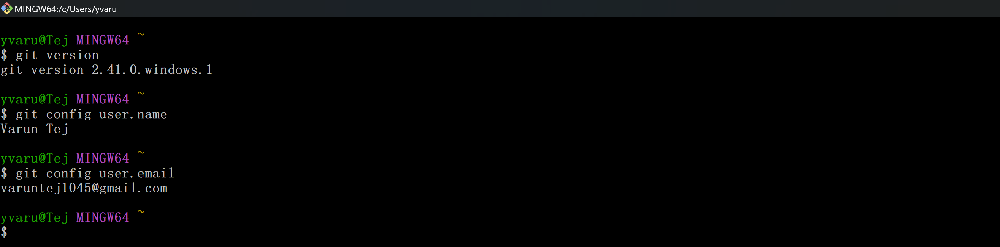 MINGW64:/c/Users/yvaru
yvaru@Tej MINGW64 ~
$ git version
git version 2.41.0.windows.1
yvaru@Tej MINGW64 ~
$ git config user.name
Varun Tej
yvaru@Tej MINGW64 ~
$ git config user.email
varuntej1045@gmail.com
yvaru@Tej MINGW64 ~
$